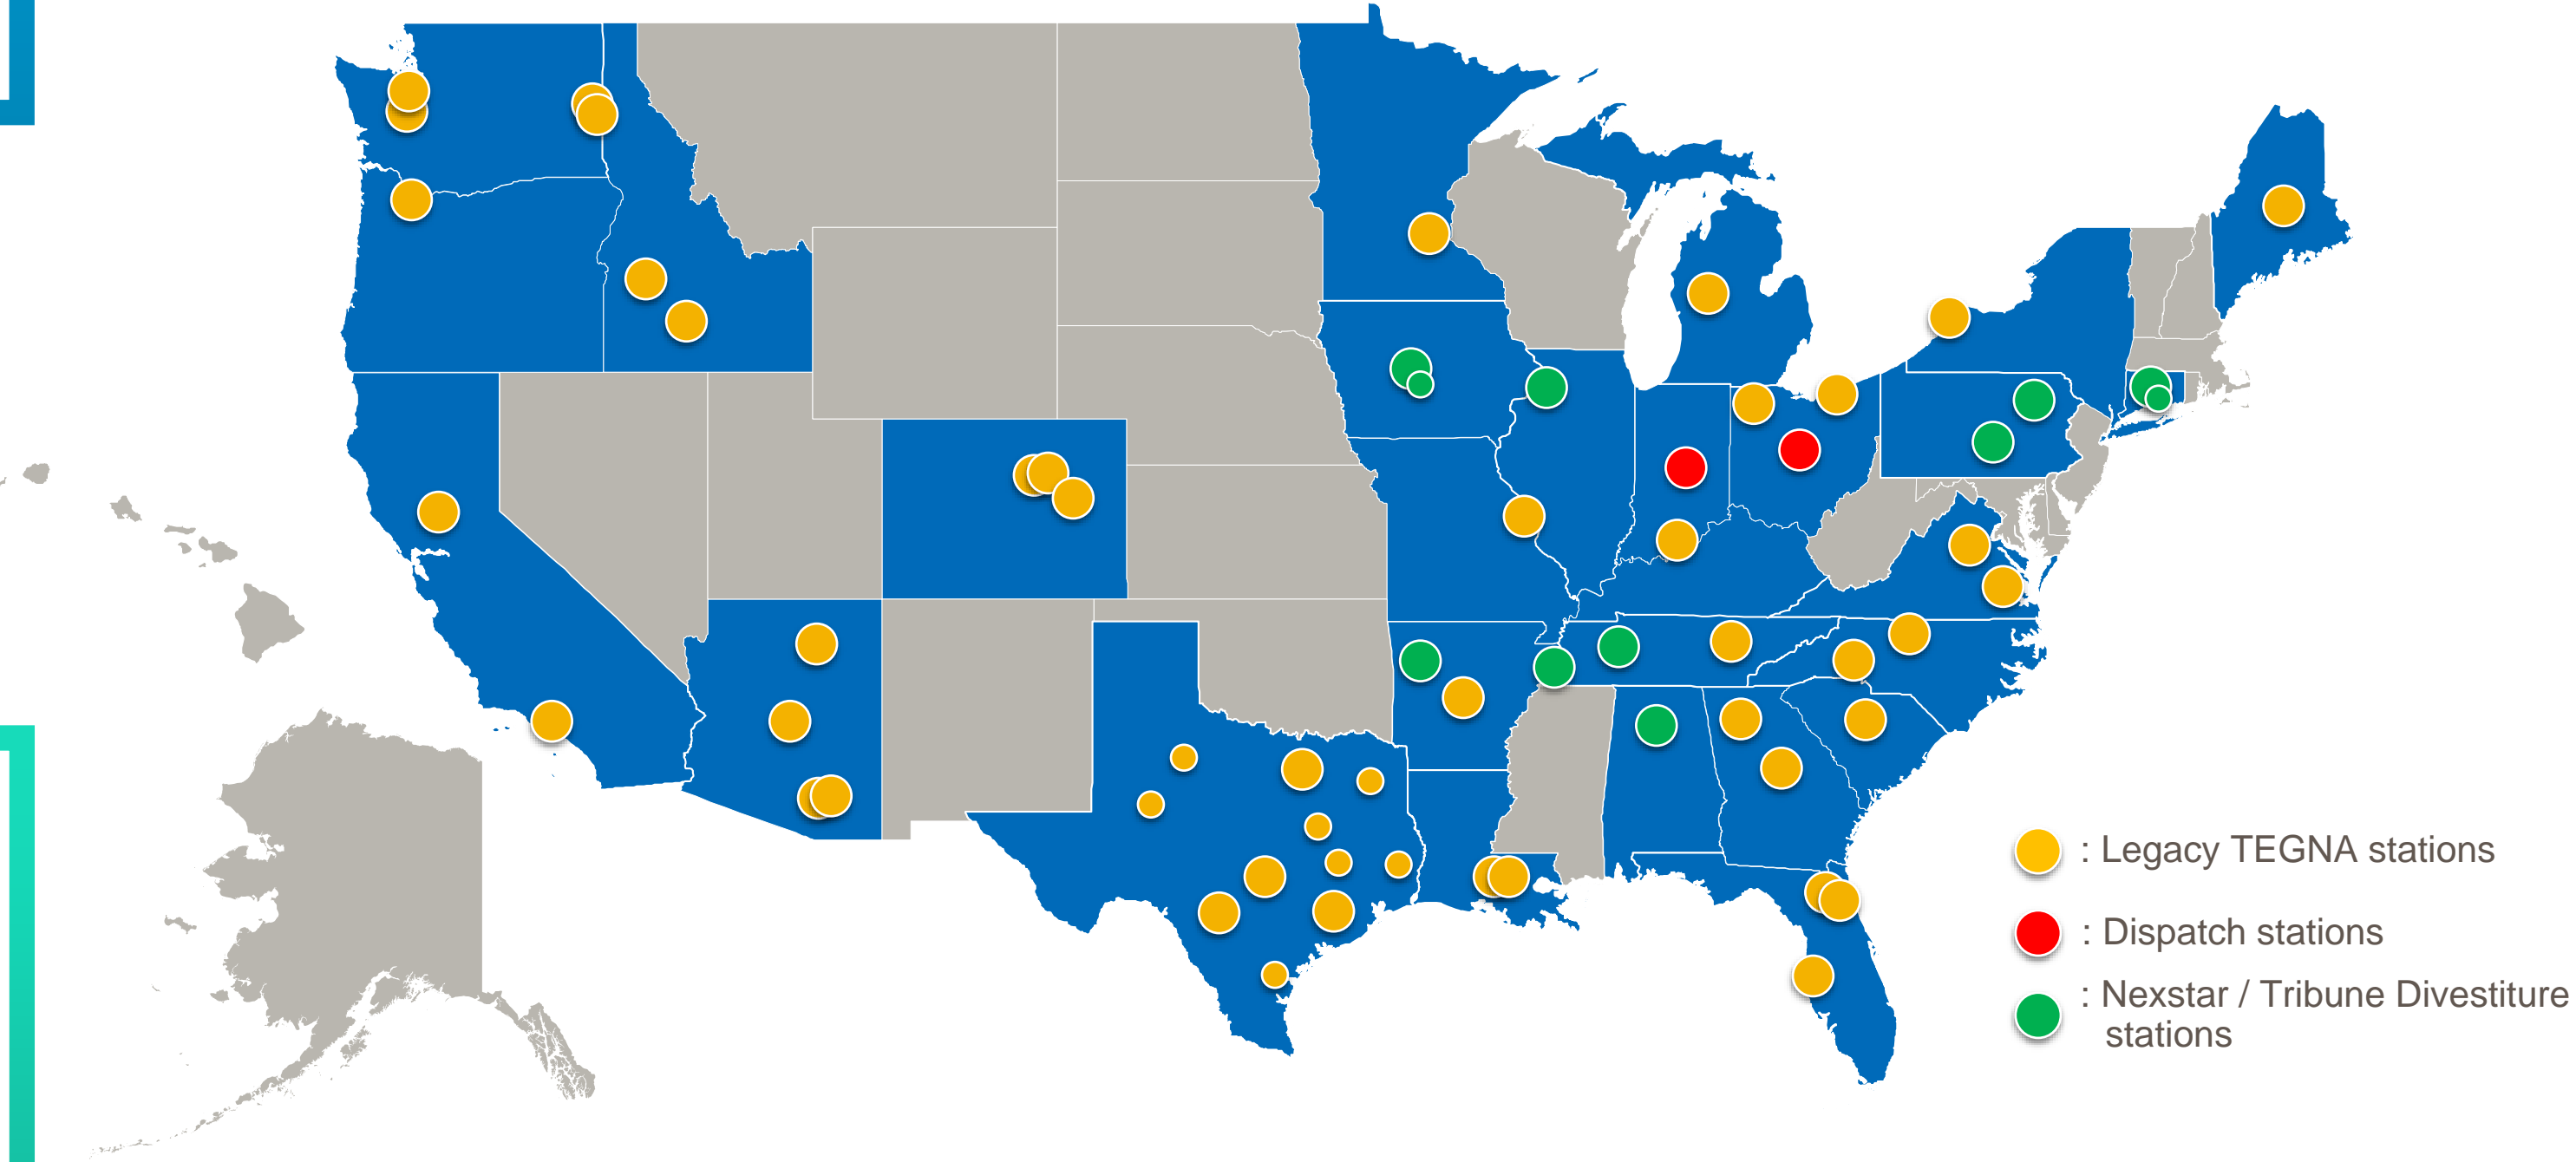 : Legacy TEGNA stations
: Dispatch stations
: Nexstar / Tribune Divestiture
stations